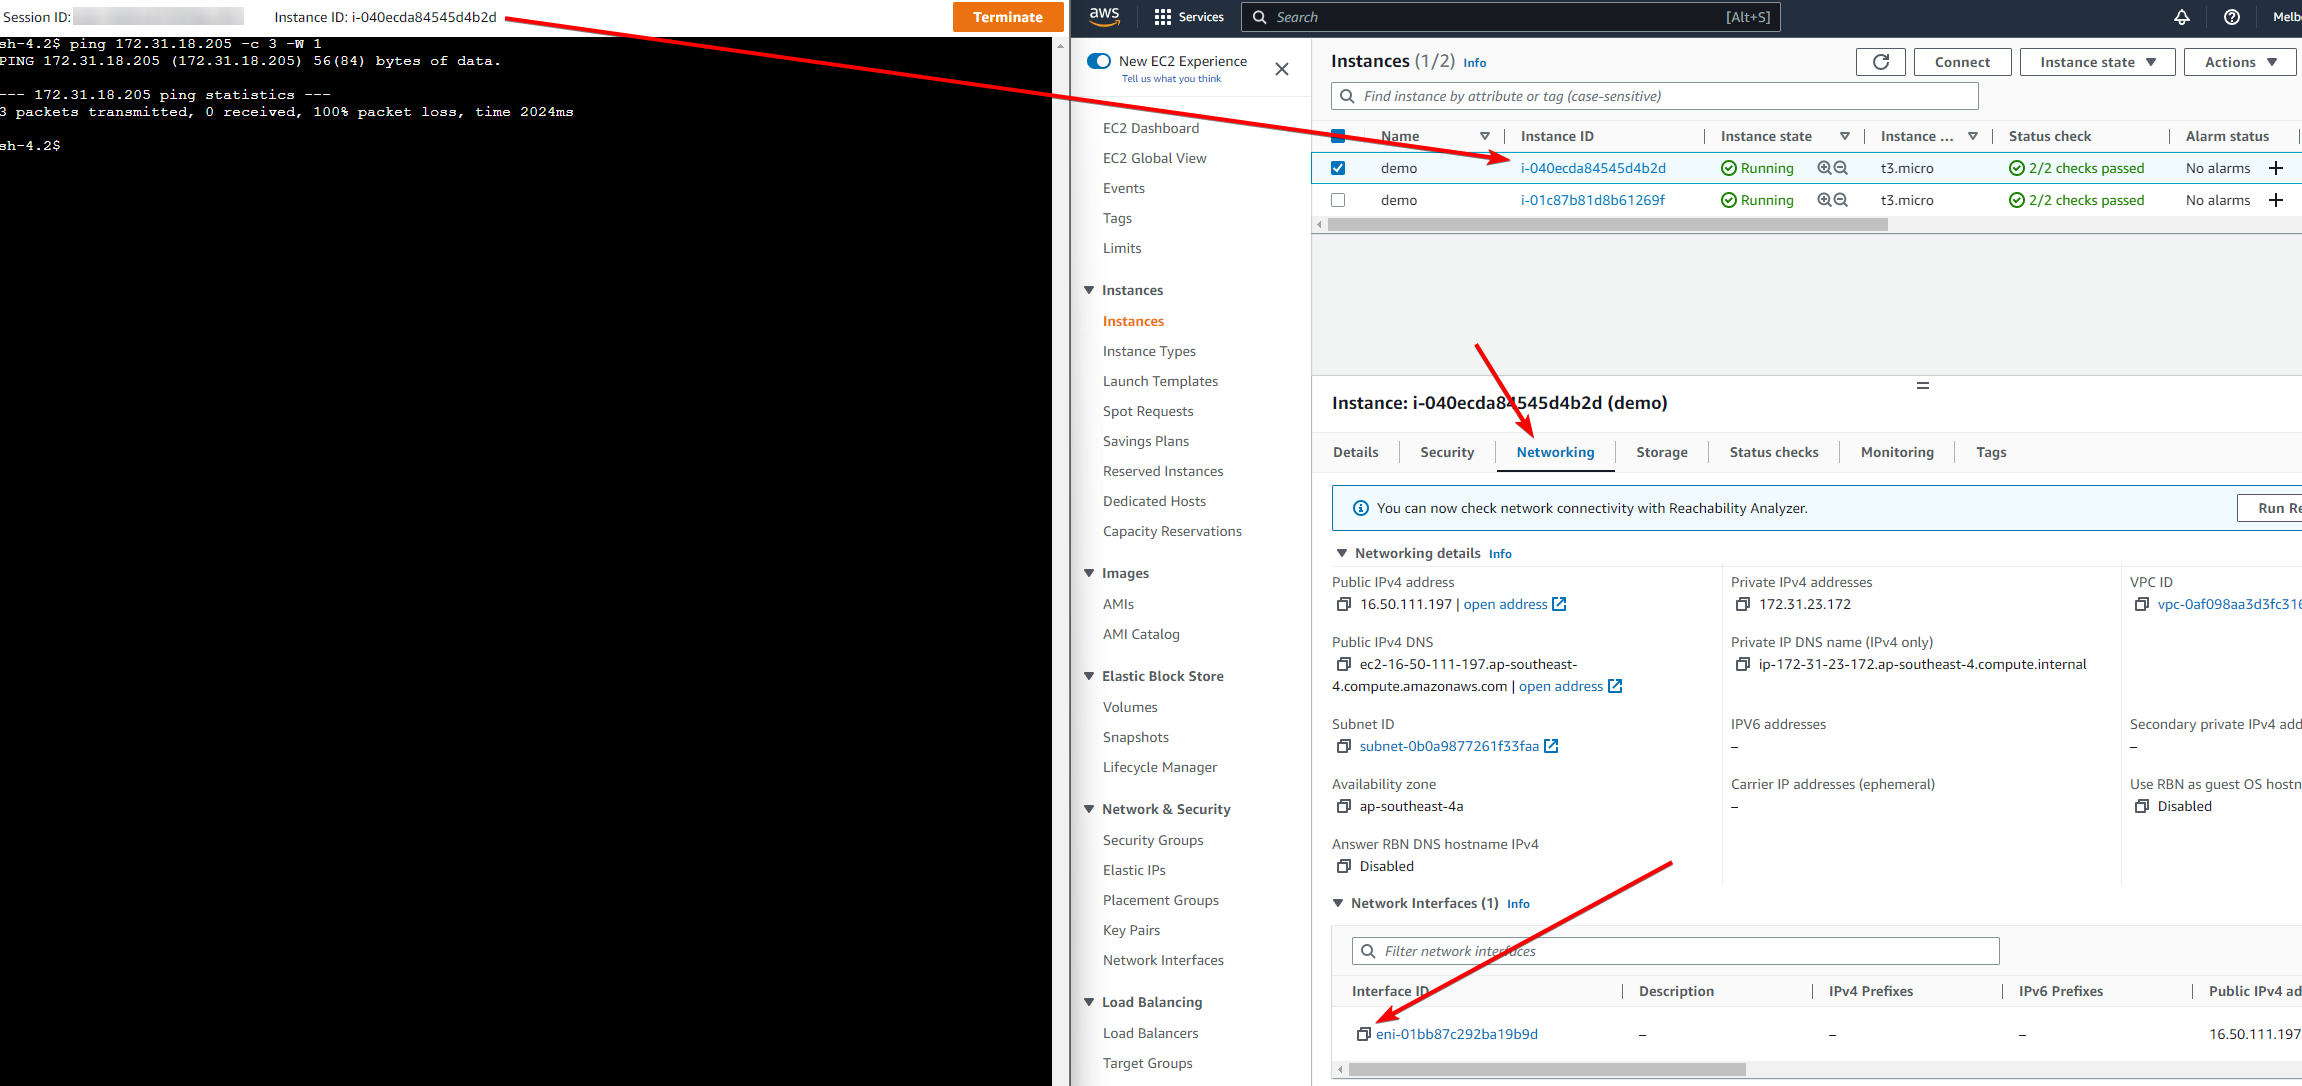 Session ID:
Instance ID: i-040ecda84545d4b2d
Terminate
sh-4.2$ ping 172.31.18.205 -c 3 -W 1
PING 172.31.18.205 (172.31.18.205) 56(84) bytes of data.
--- 172.31.18.205 ping statistics ---
3 packets transmitted, 0 received, 100% packet loss, time 2024ms
sh-4.2$
aws
Services
Search
[Alt+S]
Melb
New EC2 Experience
Tell us what you think
EC2 Dashboard
EC2 Global View
Events
Tags
Limits
Instances
Instances
Instance Types
Launch Templates
Spot Requests
Savings Plans
Reserved Instances
Dedicated Hosts
Capacity Reservations
Images
AMIs
AMI Catalog
Elastic Block Store
Volumes
Snapshots
Lifecycle Manager
Network & Security
Security Groups
Elastic IPs
Placement Groups
Key Pairs
Network Interfaces
Load Balancing
Load Balancers
Target Groups
Instances (1/2) Info
Connect
Instance state
Actions
Find instance by attribute or tag (case-sensitive)
Name Instance ID Instance state Instance ... Status check Alarm status
demo i-040ecda84545d4b2d Running t3.micro 2/2 checks passed No alarms +
demo i-01c87b81d8b61269f Running t3.micro 2/2 checks passed No alarms +
Instance: i-040ecda84545d4b2d (demo)
Details Security Networking Storage Status checks Monitoring Tags
You can now check network connectivity with Reachability Analyzer.
Run Re
Networking details Info
Public IPv4 address
16.50.111.197 | open address
Private IPv4 addresses
172.31.23.172
VPC ID
vpc-0af098aa3d3fc316
Public IPv4 DNS
ec2-16-50-111-197.ap-southeast-
4.compute.amazonaws.com | open address
Private IP DNS name (IPv4 only)
ip-172-31-23-172.ap-southeast-4.compute.internal
Subnet ID
subnet-0b0a9877261f33faa
IPV6 addresses
–
Secondary private IPv4 add
–
Availability zone
ap-southeast-4a
Carrier IP addresses (ephemeral)
–
Use RBN as guest OS hostn
Disabled
Answer RBN DNS hostname IPv4
Disabled
Network Interfaces (1) Info
Filter network interfaces
Interface ID Description IPv4 Prefixes IPv6 Prefixes Public IPv4 ad
eni-01bb87c292ba19b9d – – – 16.50.111.197